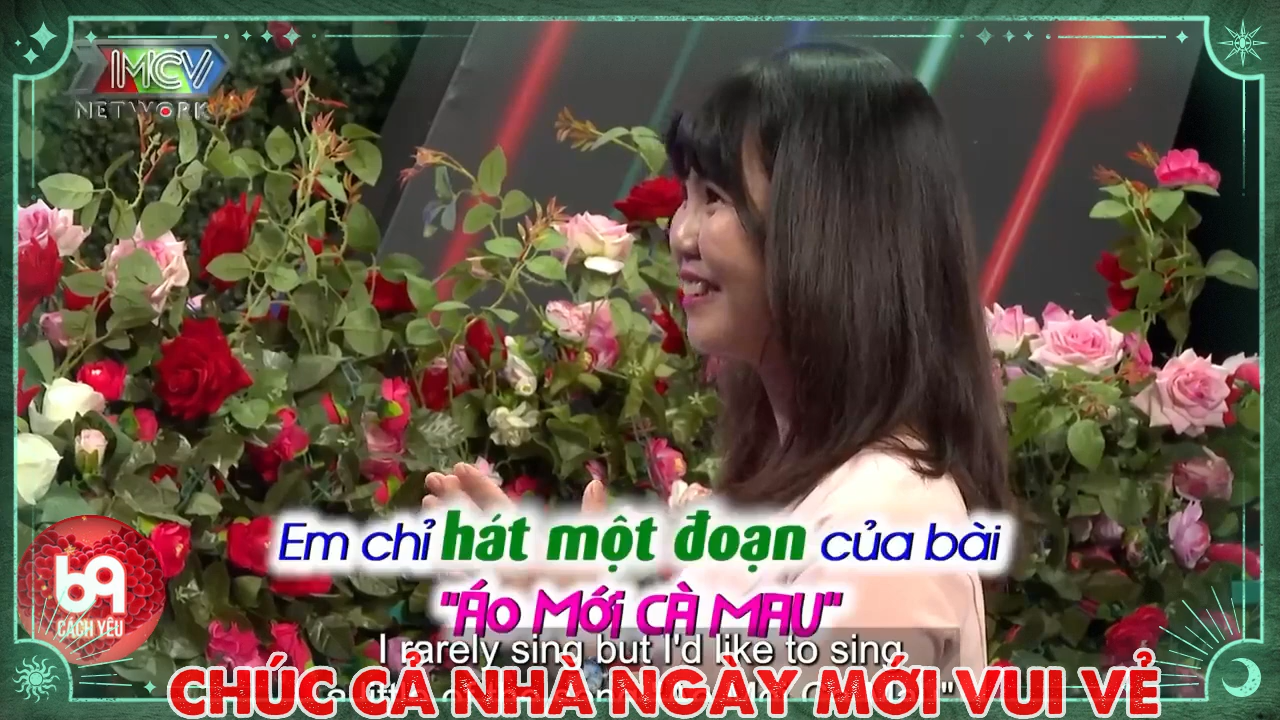 MCV
NETWORK
Em chỉ hát một đoạn của bài
"Áo Mới CÀ MAU"
I rarely sing but I'd like to sing
CHÚC CẢ NHÀ NGÀY MỚI VUI VẺ
69
CÁCH YÊU